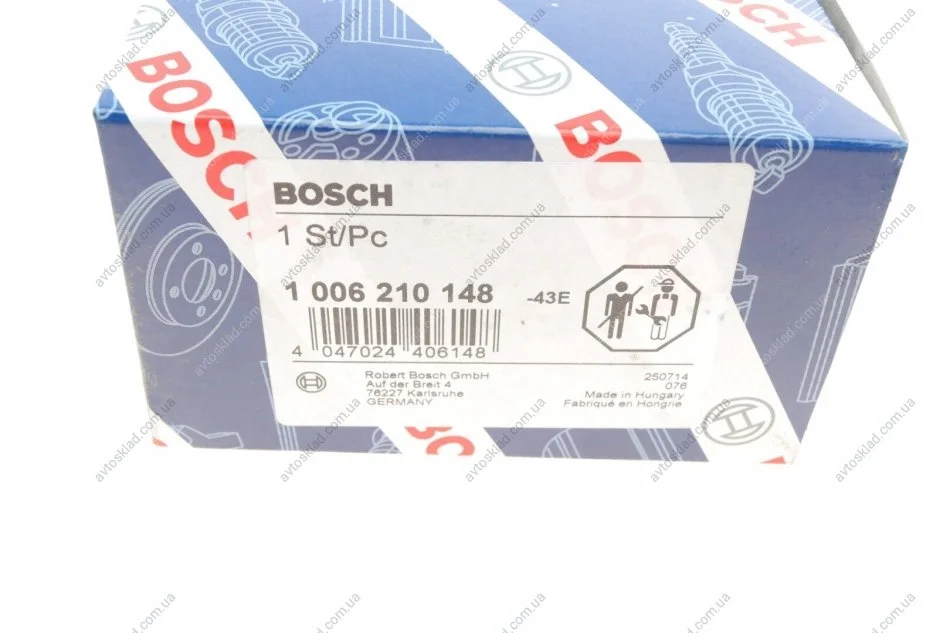 BOSCH
BOSCH
BOSCH
BOSCH
BOSCH
1 St/Pc
1 006 210 148 -43E
4 047024 406148
Robert Bosch GmbH
Auf der Breit 4
76227 Karlsruhe
GERMANY
250714
076
Made in Hungary
Fabriqué en Hongrie
BOSCH
avtosklad.com.ua